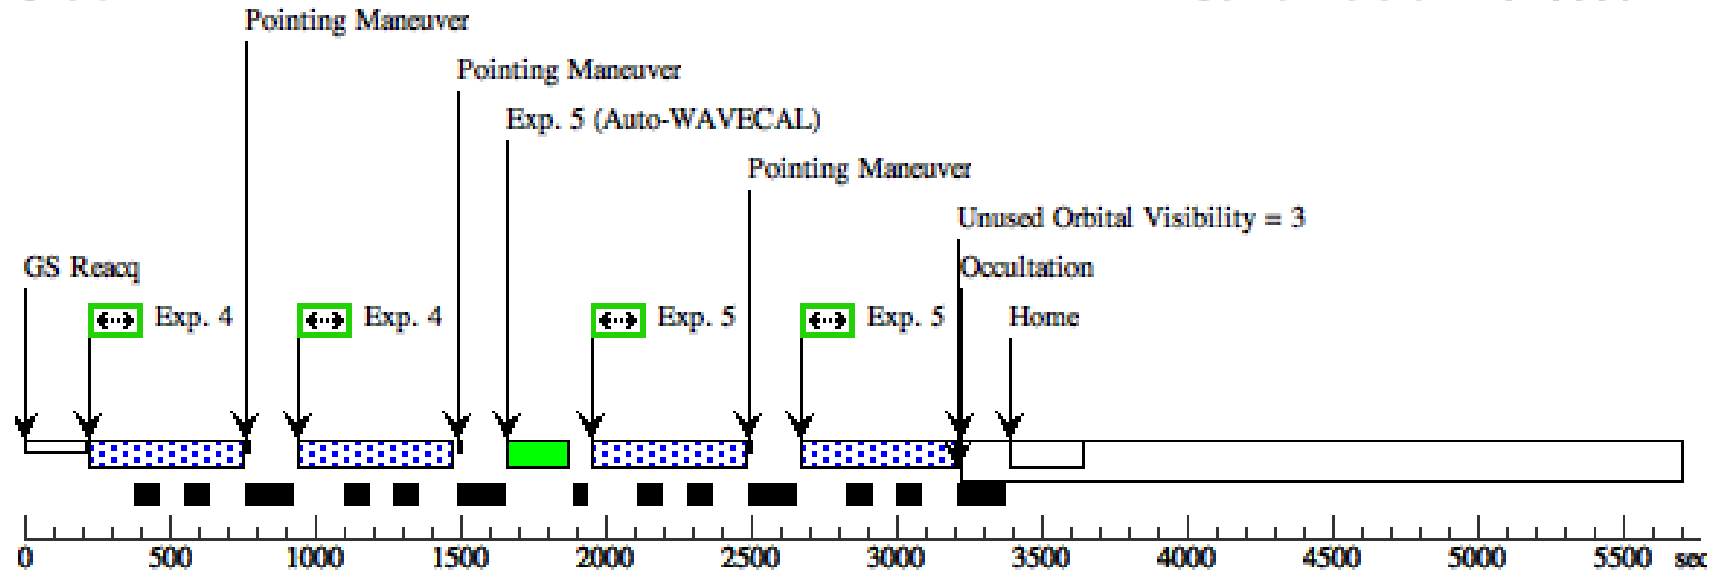 Pointing Maneuver
Pointing Maneuver
Exp. 5 (Auto-WAVECAL)
Pointing Maneuver
Unused Orbital Visibility = 3
GS Reacq
Occultation
Exp. 4
Exp. 4
Exp. 5
Exp. 5
Home
0 500 1000 1500 2000 2500 3000 3500 4000 4500 5000 5500 sec